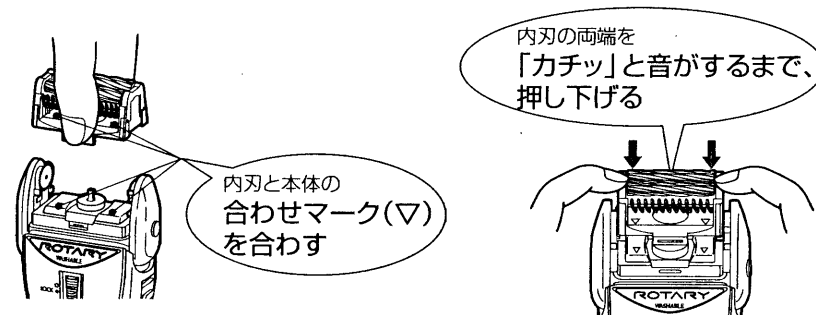 内刃と本体の
合わせマーク(▽)
を合わす
ROTARY
WASHABLE
LOCK
内刃の両端を
「カチッ」と音がするまで、
押し下げる
ROTARY
WASHABLE